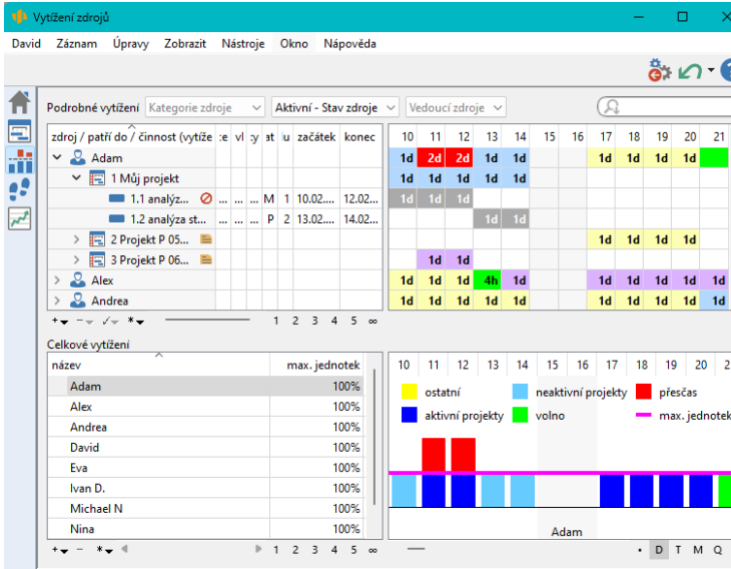 Vytížení zdrojů
David Záznam Úpravy Zobrazit Nástroje Okno Nápověda
Podrobné vytížení Kategorie zdroje Aktivní - Stav zdroje Vedoucí zdroje
zdroj / patří do / činnost (vytíže :e vl :y at lu začátek konec 10 11 12 13 14 15 16 17 18 19 20 21
Adam 1d 2d 2d 1d 1d 1d 1d 1d 1d
1 Můj projekt 1d 1d 1d 1d 1d
1.1 analýz... ... ... ... M 1 10.02.... 12.02... 1d 1d 1d
1.2 analýza st... ... ... ... P 2 13.02.... 14.02... 1d 1d
2 Projekt P 05... 1d 1d 1d 1d
3 Projekt P 06... 1d 1d
Alex 1d 1d 1d 4h 1d 1d 1d 1d 1d 1d
Andrea 1d 1d 1d 1d 1d 1d 1d 1d 1d 1d
1 2 3 4 5 ∞
Celkové vytížení
název max. jednotek 10 11 12 13 14 15 16 17 18 19 20 2
Adam 100%
Alex 100%
Andrea 100%
David 100%
Eva 100%
Ivan D. 100%
Michael N 100%
Nina 100%
ostatní neaktivní projekty přesčas
aktivní projekty volno max. jednotek
Adam
1 2 3 4 5 ∞ • D T M Q